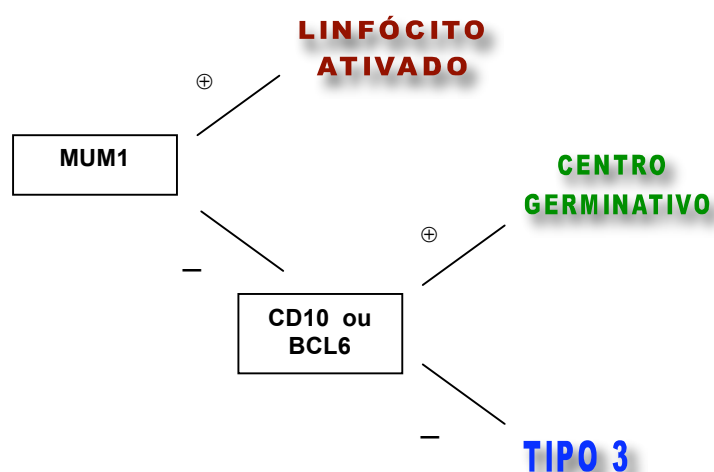 LINFÓCITO
ATIVADO
⊕
MUM1
CENTRO
GERMINATIVO
⊕
–
CD10 ou
BCL6
–
TIPO 3